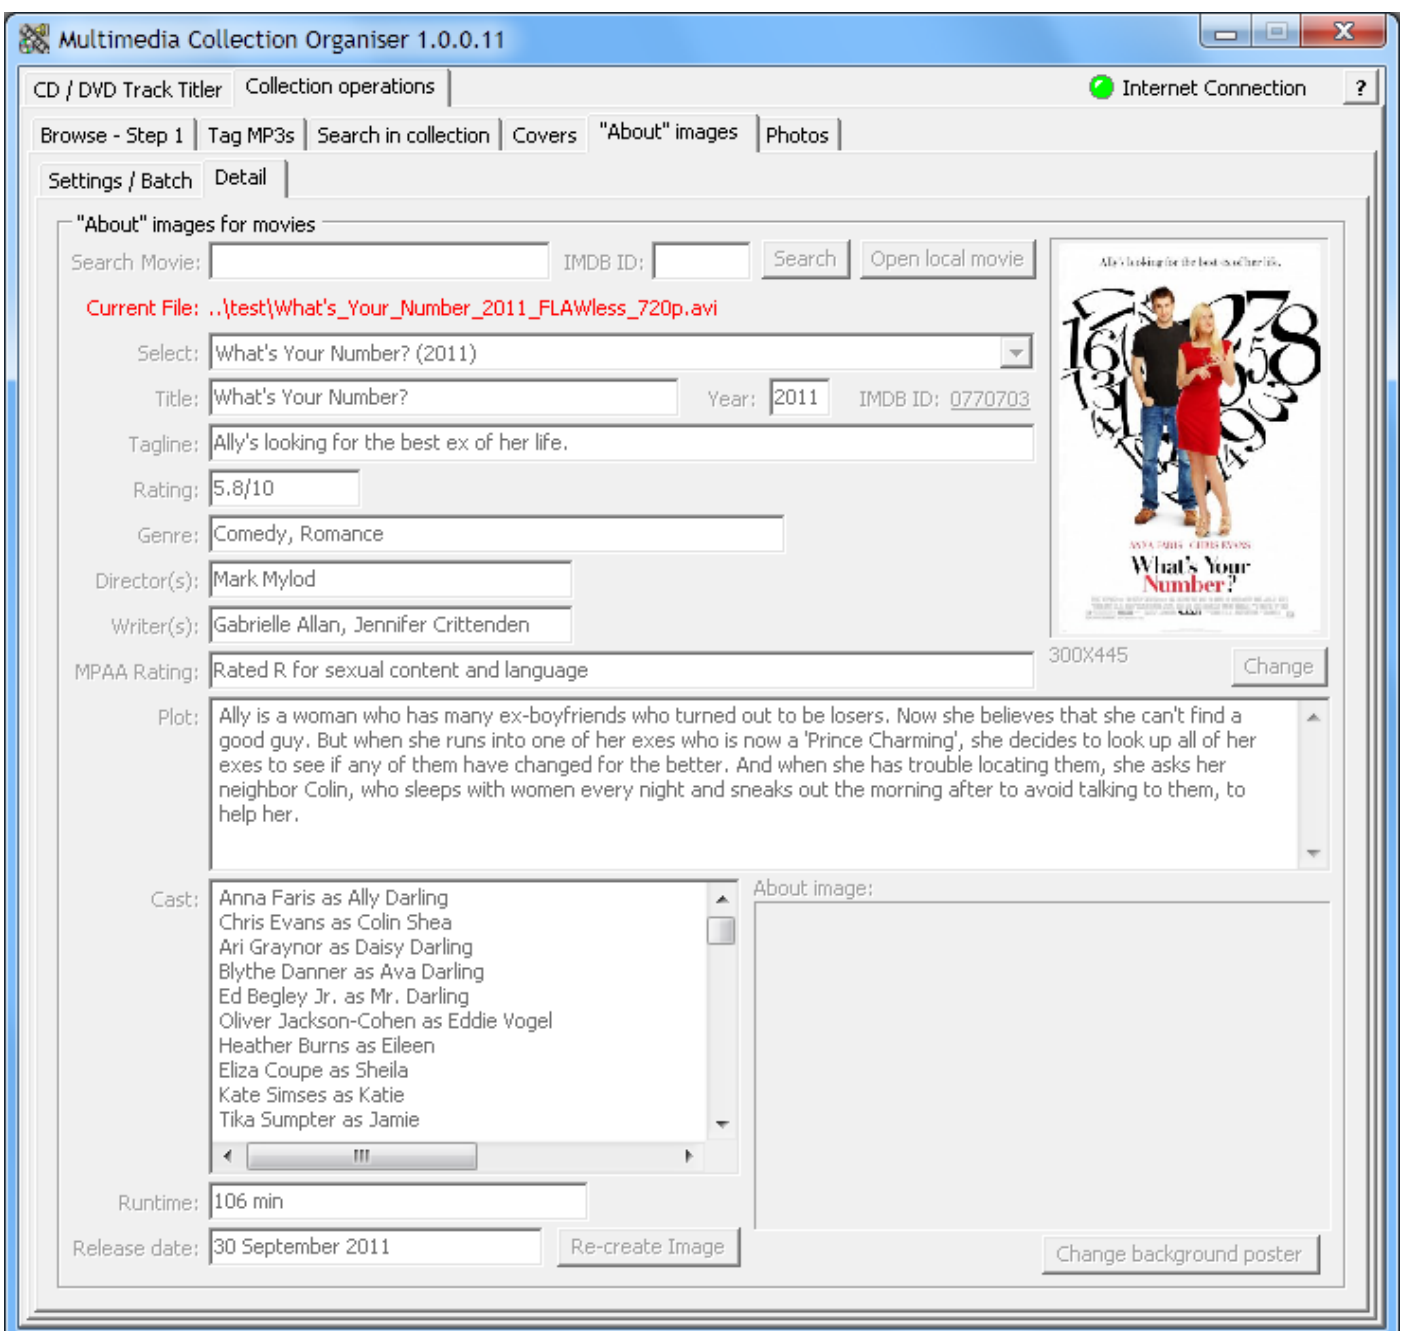 Multimedia Collection Organiser 1.0.0.11
CD / DVD Track Titler Collection operations Internet Connection ?
Browse - Step 1 Tag MP3s Search in collection Covers "About" images Photos
Settings / Batch Detail
"About" images for movies
Search Movie: IMDB ID: Search Open local movie
Current File: ..\test\What's_Your_Number_2011_FLAWless_720p.avi
Select: What's Your Number? (2011)
Title: What's Your Number? Year: 2011 IMDB ID: 0770703
Tagline: Ally's looking for the best ex of her life.
Rating: 5.8/10
Genre: Comedy, Romance
Director(s): Mark Mylod
Writer(s): Gabrielle Allan, Jennifer Crittenden
MPAA Rating: Rated R for sexual content and language
Ally's looking for the best ex of her life.
ANNA FARIS CHRIS EVANS
What's Your
Number?
300X445
Change
Plot: Ally is a woman who has many ex-boyfriends who turned out to be losers. Now she believes that she can't find a
good guy. But when she runs into one of her exes who is now a 'Prince Charming', she decides to look up all of her
exes to see if any of them have changed for the better. And when she has trouble locating them, she asks her
neighbor Colin, who sleeps with women every night and sneaks out the morning after to avoid talking to them, to
help her.
Cast: Anna Faris as Ally Darling
Chris Evans as Colin Shea
Ari Graynor as Daisy Darling
Blythe Danner as Ava Darling
Ed Begley Jr. as Mr. Darling
Oliver Jackson-Cohen as Eddie Vogel
Heather Burns as Eileen
Eliza Coupe as Sheila
Kate Simses as Katie
Tika Sumpter as Jamie
About image:
Runtime: 106 min
Release date: 30 September 2011 Re-create Image
Change background poster